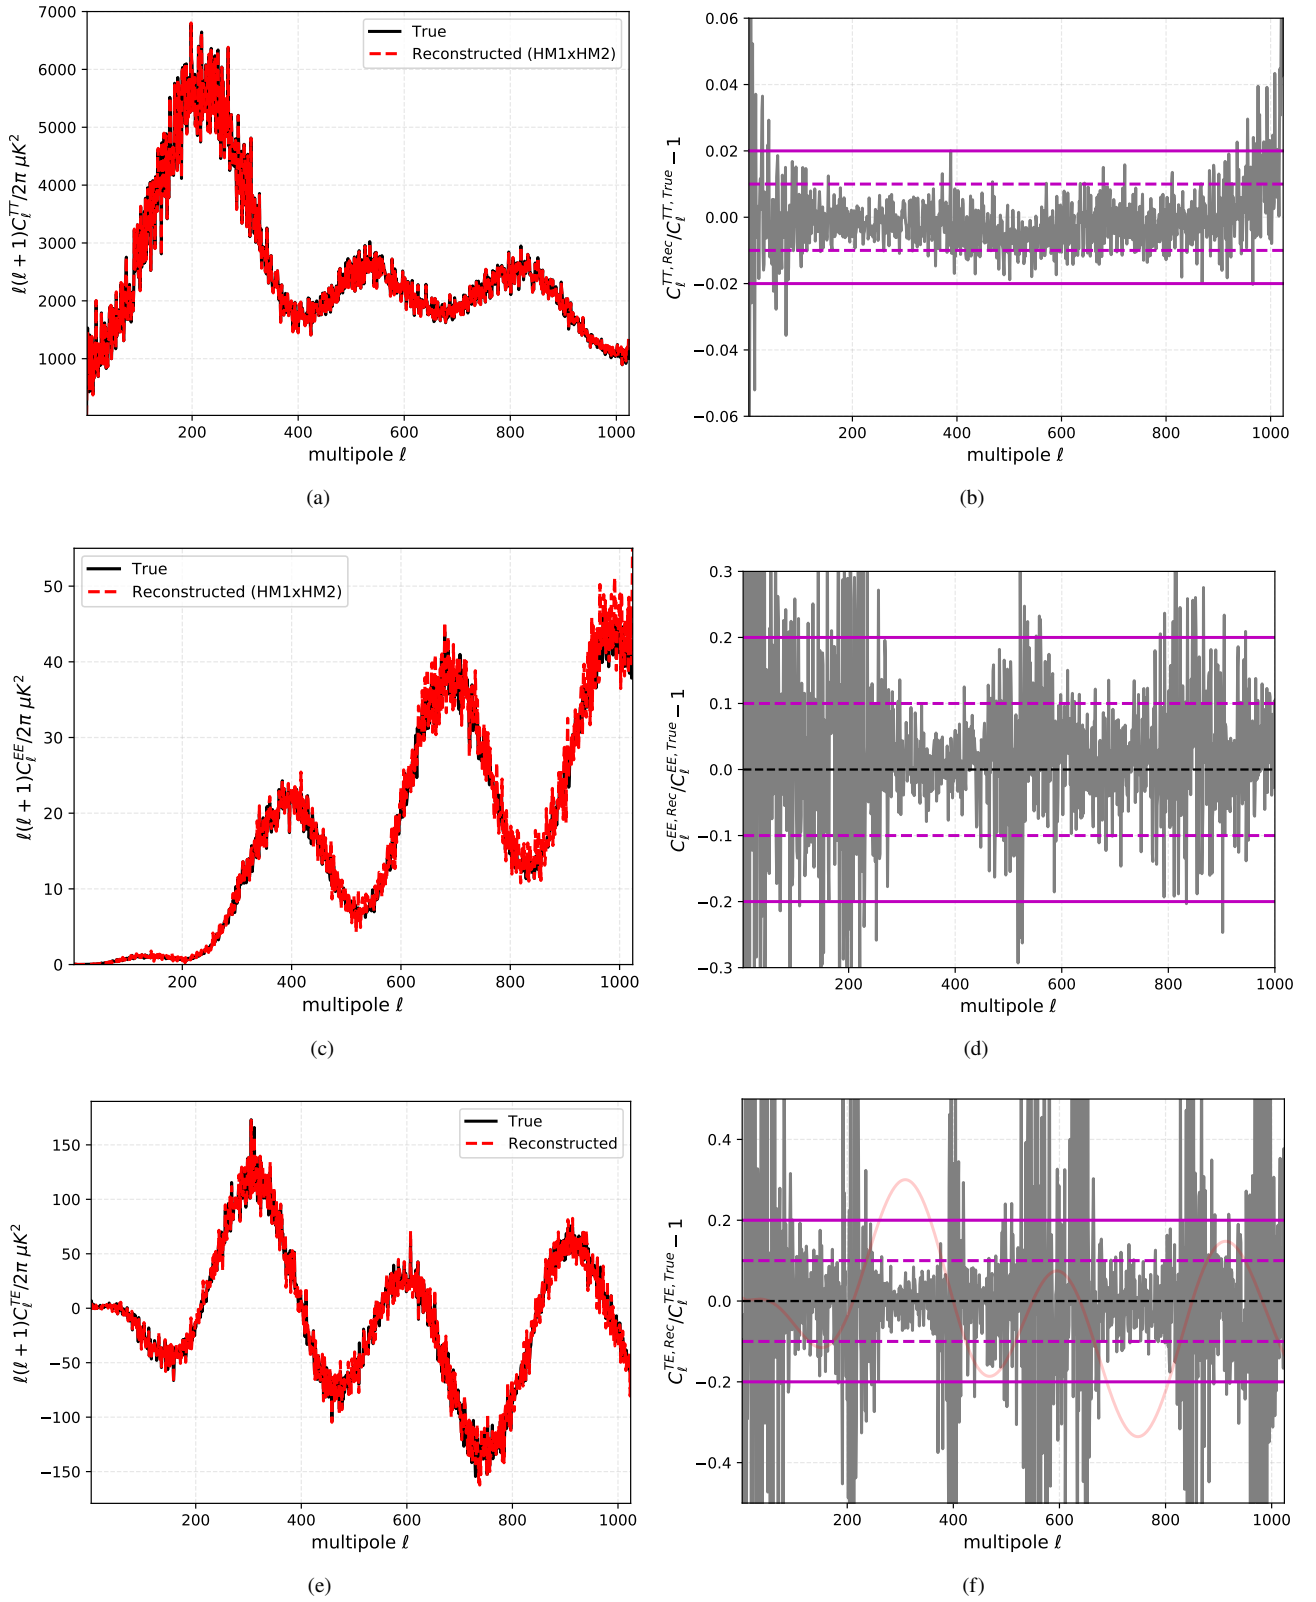 7000
6000
5000
4000
3000
2000
1000
ℓ(ℓ + 1)C_ℓ^{TT}/2π μK²
True
Reconstructed (HM1xHM2)
200 400 600 800 1000
multipole ℓ
(a)
0.06
0.04
0.02
0.00
−0.02
−0.04
−0.06
C_ℓ^{TT, Rec}/C_ℓ^{TT, True} − 1
200 400 600 800 1000
multipole ℓ
(b)
50
40
30
20
10
0
ℓ(ℓ + 1)C_ℓ^{EE}/2π μK²
True
Reconstructed (HM1xHM2)
200 400 600 800 1000
multipole ℓ
(c)
0.3
0.2
0.1
0.0
−0.1
−0.2
−0.3
C_ℓ^{EE, Rec}/C_ℓ^{EE, True} − 1
200 400 600 800 1000
multipole ℓ
(d)
150
100
50
0
−50
−100
−150
ℓ(ℓ + 1)C_ℓ^{TE}/2π μK²
True
Reconstructed
200 400 600 800 1000
multipole ℓ
(e)
0.4
0.2
0.0
−0.2
−0.4
C_ℓ^{TE, Rec}/C_ℓ^{TE, True} − 1
200 400 600 800 1000
multipole ℓ
(f)